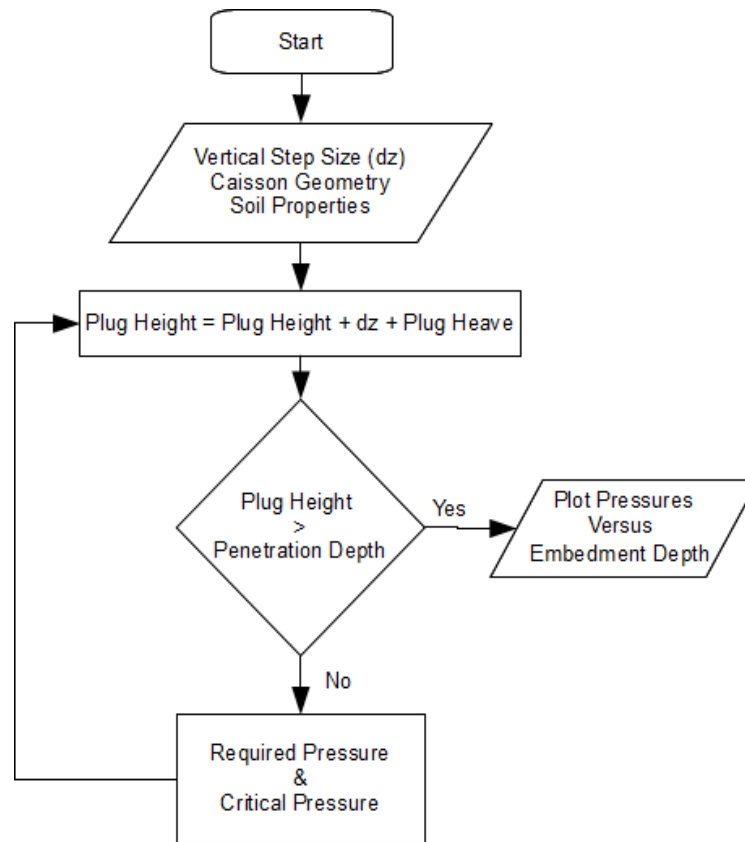 Start
Vertical Step Size (dz)
Caisson Geometry
Soil Properties
Plug Height = Plug Height + dz + Plug Heave
Plug Height
>
Penetration Depth
Yes
Plot Pressures
Versus
Embedment Depth
No
Required Pressure
&
Critical Pressure